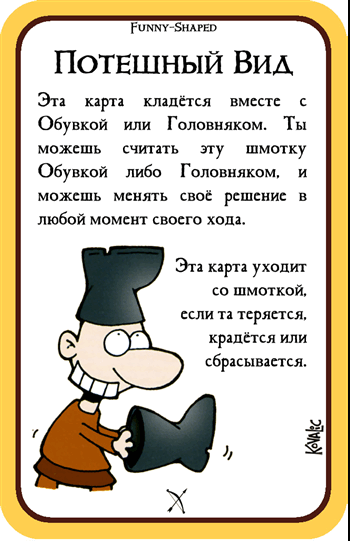 Funny-Shaped
Потешный Вид
Эта карта кладётся вместе с
Обувкой или Головняком. Ты
можешь считать эту шмотку
Обувкой либо Головняком, и
можешь менять своё решение в
любой момент своего хода.
Эта карта уходит
со шмоткой,
если та теряется,
крадётся или
сбрасывается.
Kovalic